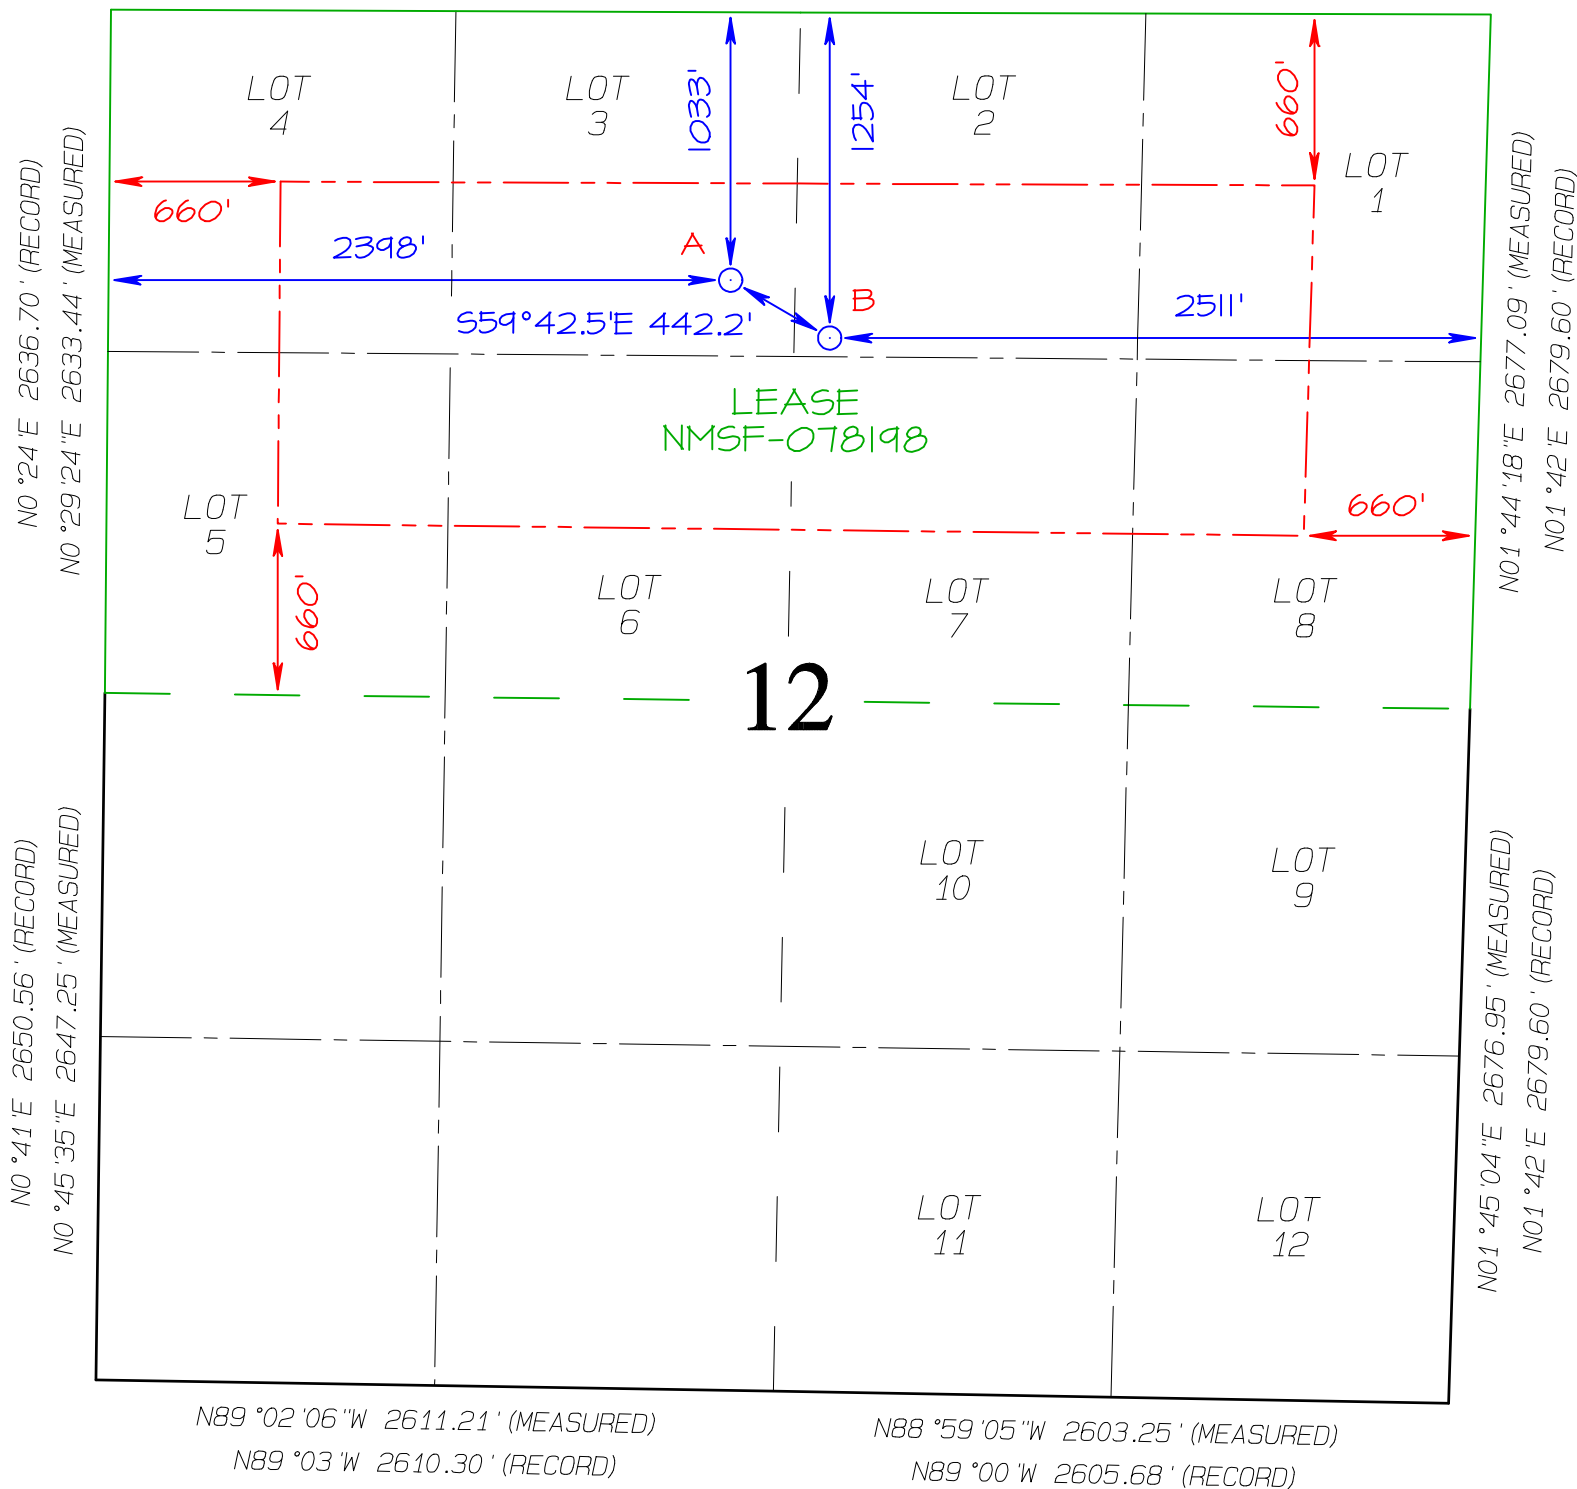 LOT
4
LOT
3
LOT
2
LOT
1
1033'
1254'
660'
660'
2398'
A
B
S59°42.5'E 442.2'
2511'
LEASE
NMSF-078198
LOT
5
660'
660'
LOT
6
LOT
7
LOT
8
12
LOT
10
LOT
9
LOT
11
LOT
12
N0°24'E 2636.70' (RECORD)
N0°29'24"E 2633.44' (MEASURED)
N0°41'E 2650.56' (RECORD)
N0°45'35"E 2647.25' (MEASURED)
N01°44'18"E 2677.09' (MEASURED)
N01°42'E 2679.60' (RECORD)
N01°45'04"E 2676.95' (MEASURED)
N01°42'E 2679.60' (RECORD)
N89°02'06"W 2611.21' (MEASURED)
N89°03'W 2610.30' (RECORD)
N88°59'05"W 2603.25' (MEASURED)
N89°00'W 2605.68' (RECORD)